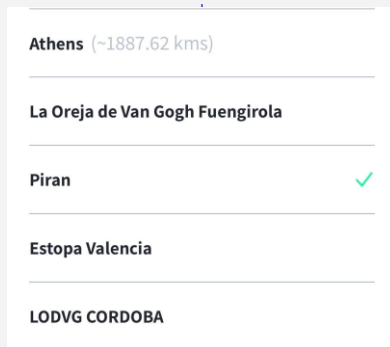 Athens (~1887.62 kms)
La Oreja de Van Gogh Fuengirola
Piran
Estopa Valencia
LODVG CORDOBA